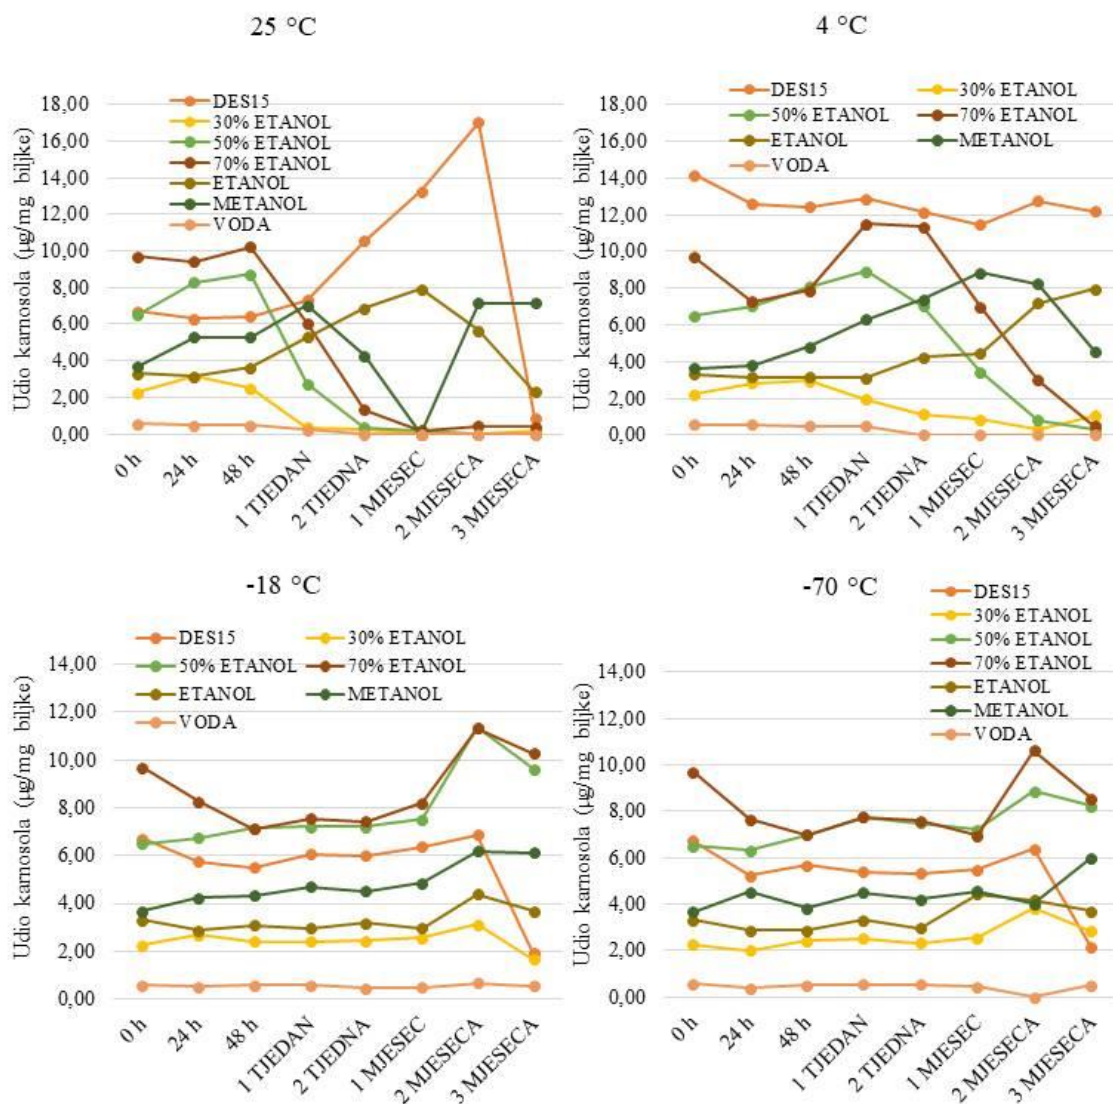 25 °C
Udio karnosola (µg/mg biljke)
18,00
16,00
14,00
12,00
10,00
8,00
6,00
4,00
2,00
0,00
DES15
30% ETANOL
50% ETANOL
70% ETANOL
ETANOL
METANOL
VODA
0 h
24 h
48 h
1 TJEDAN
2 TJEDNA
1 MJESEC
2 MJESECA
3 MJESECA
4 °C
Udio karnosola (µg/mg biljke)
18,00
16,00
14,00
12,00
10,00
8,00
6,00
4,00
2,00
0,00
DES15 30% ETANOL
50% ETANOL 70% ETANOL
ETANOL METANOL
VODA
0 h
24 h
48 h
1 TJEDAN
2 TJEDNA
1 MJESEC
2 MJESECA
3 MJESECA
-18 °C
Udio karnosola (µg/mg biljke)
14,00
12,00
10,00
8,00
6,00
4,00
2,00
0,00
DES15 30% ETANOL
50% ETANOL 70% ETANOL
ETANOL METANOL
VODA
0 h
24 h
48 h
1 TJEDAN
2 TJEDNA
1 MJESEC
2 MJESECA
3 MJESECA
-70 °C
Udio karnosola (µg/mg biljke)
14,00
12,00
10,00
8,00
6,00
4,00
2,00
0,00
DES15
30% ETANOL
50% ETANOL
70% ETANOL
ETANOL
METANOL
VODA
0 h
24 h
48 h
1 TJEDAN
2 TJEDNA
1 MJESEC
2 MJESECA
3 MJESECA